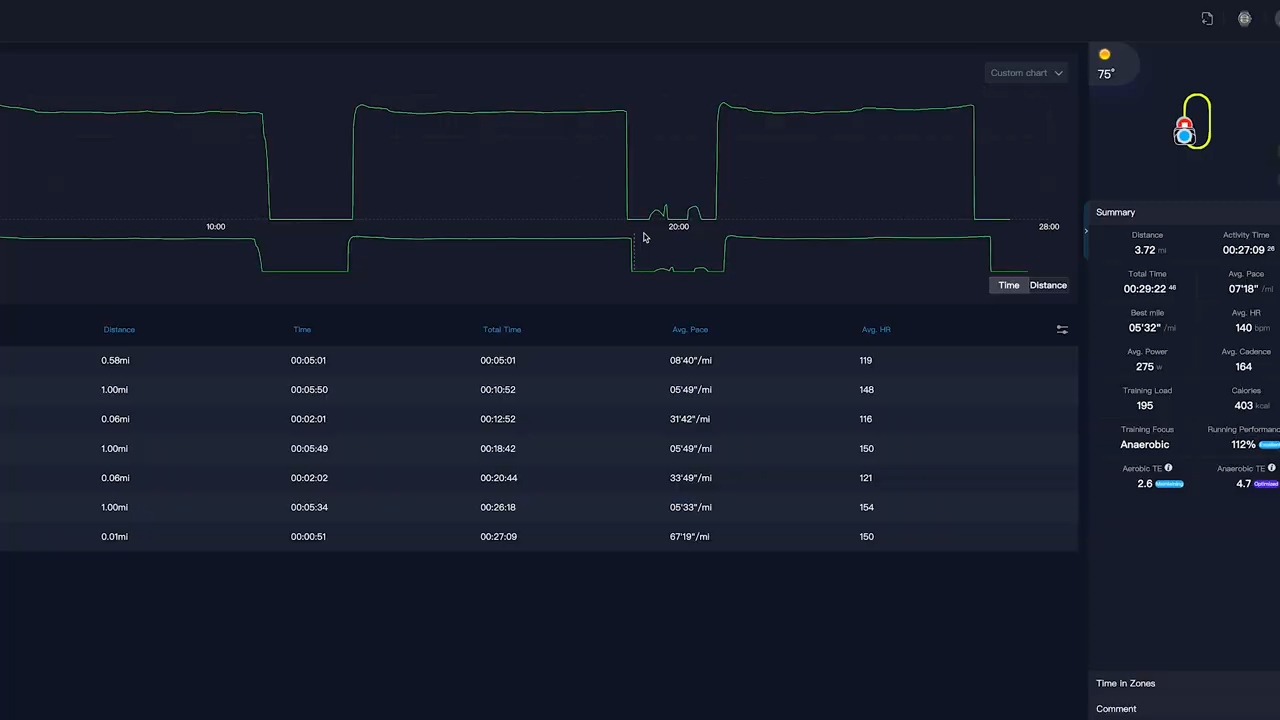 Custom chart
75°
10:00
20:00
28:00
Time Distance
Distance Time Total Time Avg. Pace Avg. HR
0.58mi 00:05:01 00:05:01 08'40"/mi 119
1.00mi 00:05:50 00:10:52 05'49"/mi 148
0.06mi 00:02:01 00:12:52 31'42"/mi 116
1.00mi 00:05:49 00:18:42 05'49"/mi 150
0.06mi 00:02:02 00:20:44 33'49"/mi 121
1.00mi 00:05:34 00:26:18 05'33"/mi 154
0.01mi 00:00:51 00:27:09 67'19"/mi 150
Summary
Distance Activity Time
3.72 mi 00:27:09 26
Total Time Avg. Pace
00:29:22 48 07'18" /mi
Best mile Avg. HR
05'32" /mi 140 bpm
Avg. Power Avg. Cadence
275 w 164
Training Load Calories
195 403 kcal
Training Focus Running Performanc
Anaerobic 112% Excellent
Aerobic TE Anaerobic TE
2.6 Maintaining 4.7 Optimized
Time in Zones
Comment